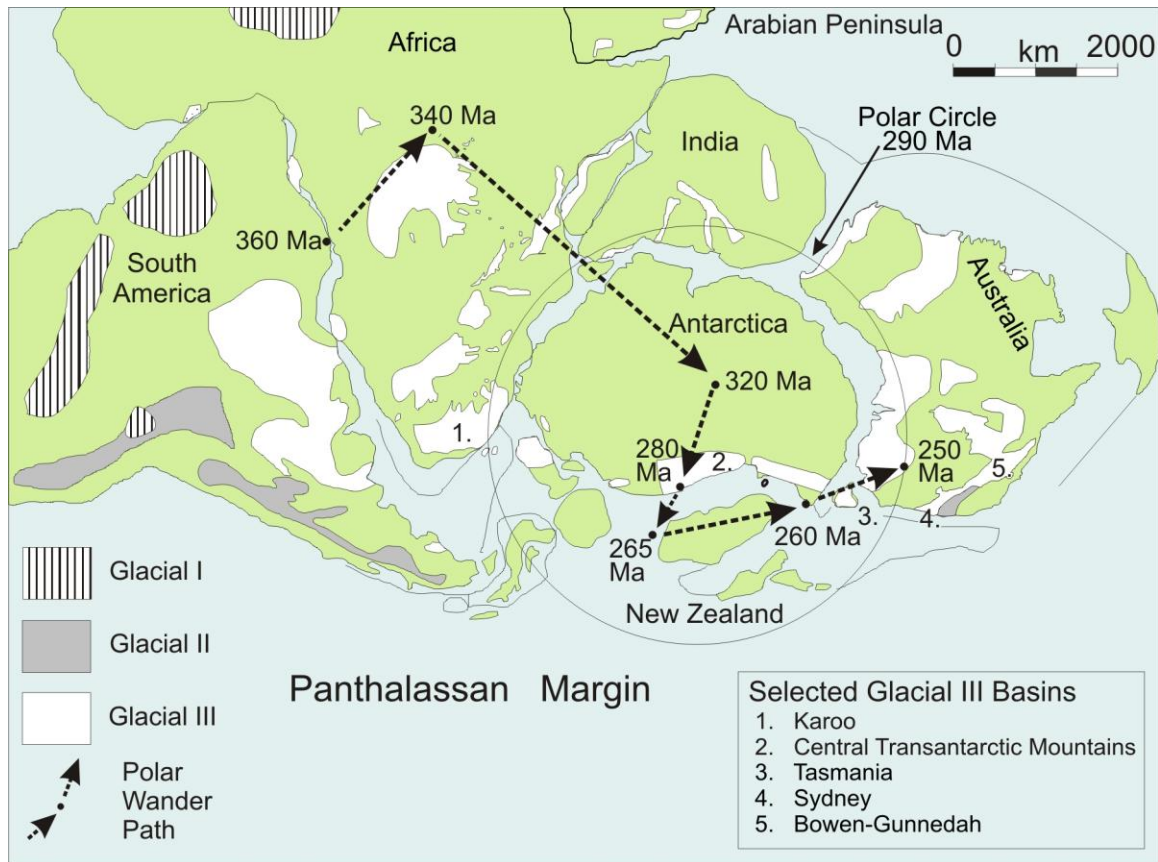 Africa
Arabian Peninsula
0 km 2000
340 Ma
India
Polar Circle
290 Ma
360 Ma
South
America
Australia
Antarctica
320 Ma
1.
280
Ma
2.
250
Ma
5.
3.
4.
265
Ma
260 Ma
New Zealand
Glacial I
Glacial II
Glacial III
Polar
Wander
Path
Panthalassan Margin
Selected Glacial III Basins
1. Karoo
2. Central Transantarctic Mountains
3. Tasmania
4. Sydney
5. Bowen-Gunnedah